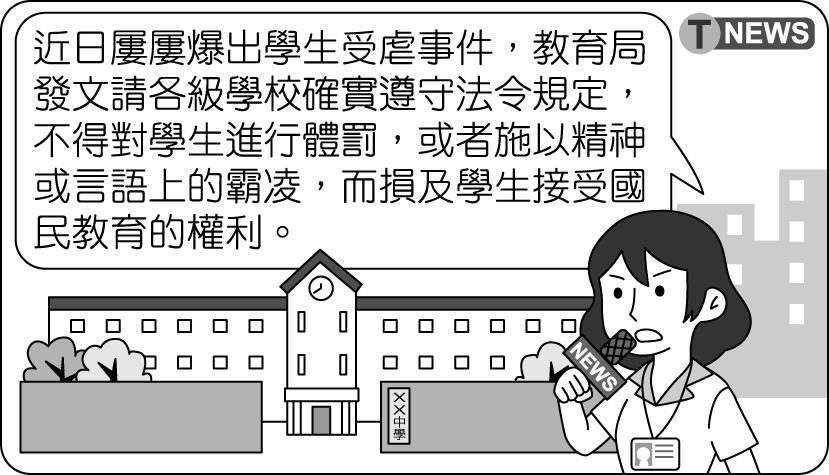 T NEWS
近日屢屢爆出學生受虐事件，教育局
發文請各級學校確實遵守法令規定，
不得對學生進行體罰，或者施以精神
或言語上的霸凌，而損及學生接受國
民教育的權利。
NEWS
XX中學